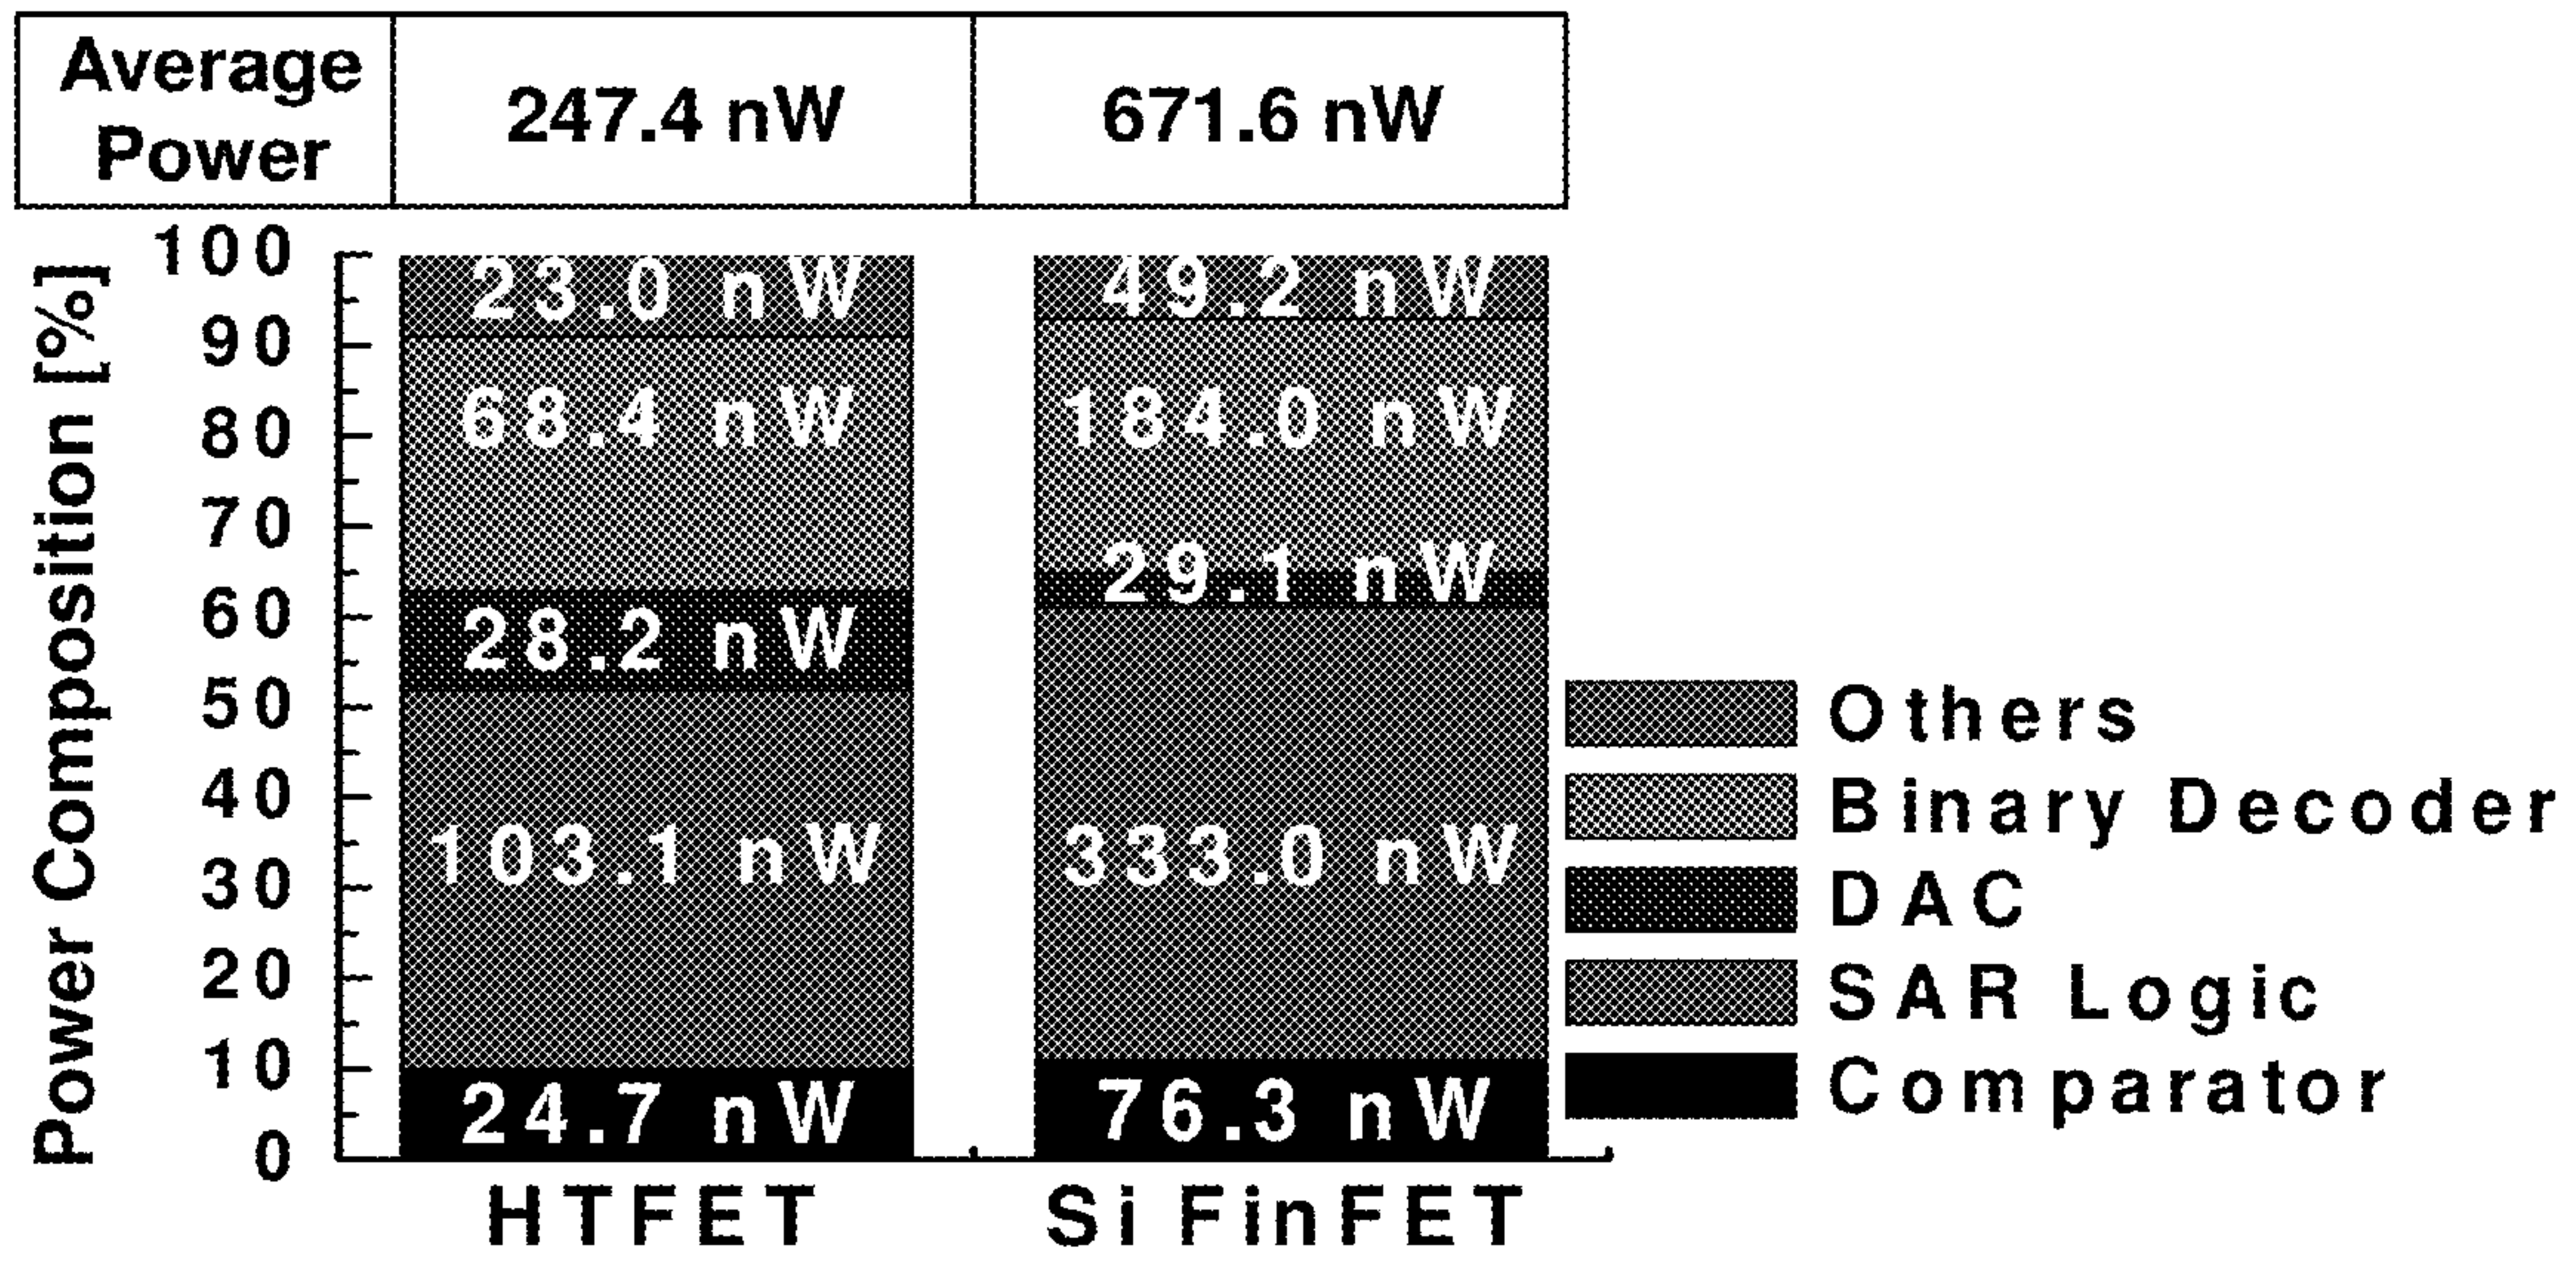 Average
Power
247.4 nW
671.6 nW
Power Composition [%]
100
90
80
70
60
50
40
30
20
10
0
23.0 nW
68.4 nW
28.2 nW
103.1 nW
24.7 nW
49.2 nW
184.0 nW
29.1 nW
333.0 nW
76.3 nW
HTFET
Si FinFET
Others
Binary Decoder
DAC
SAR Logic
Comparator